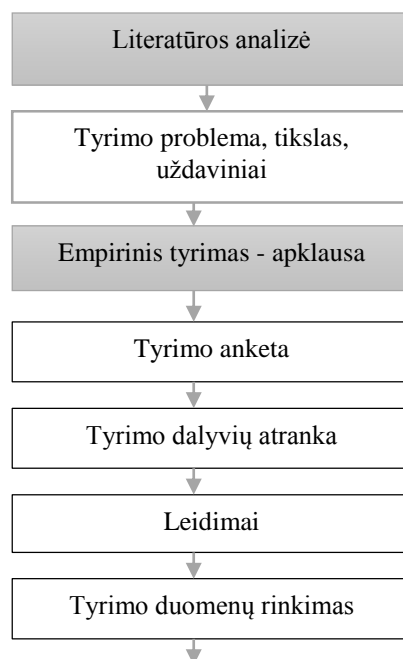 Literatūros analizė
Tyrimo problema, tikslas,
uždaviniai
Empirinis tyrimas - apklausa
Tyrimo anketa
Tyrimo dalyvių atranka
Leidimai
Tyrimo duomenų rinkimas